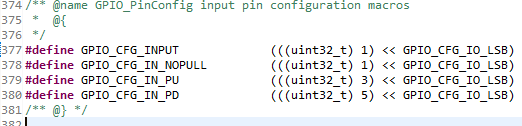 374 /** @name GPIO_PinConfig input pin configuration macros
375  *  @{
376  */
377 #define GPIO_CFG_INPUT             (((uint32_t) 1) << GPIO_CFG_IO_LSB)
378 #define GPIO_CFG_IN_NOPULL         (((uint32_t) 1) << GPIO_CFG_IO_LSB)
379 #define GPIO_CFG_IN_PU             (((uint32_t) 3) << GPIO_CFG_IO_LSB)
380 #define GPIO_CFG_IN_PD             (((uint32_t) 5) << GPIO_CFG_IO_LSB)
381 /** @} */
382